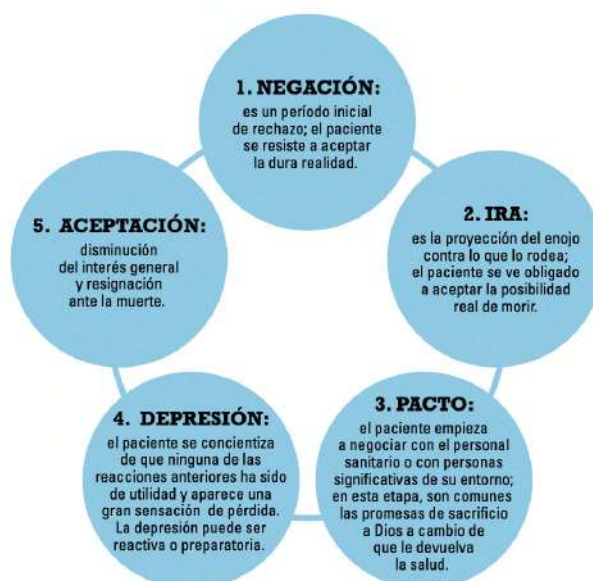 1. NEGACIÓN:
es un período inicial
de rechazo; el paciente
se resiste a aceptar
la dura realidad.
2. IRA:
es la proyección del enojo
contra lo que lo rodea;
el paciente se ve obligado
a aceptar la posibilidad
real de morir.
3. PACTO:
el paciente empieza
a negociar con el personal
sanitario o con personas
significativas de su entorno;
en esta etapa, son comunes
las promesas de sacrificio
a Dios a cambio de
que le devuelva
la salud.
4. DEPRESIÓN:
el paciente se concientiza
de que ninguna de las
reacciones anteriores ha sido
de utilidad y aparece una
gran sensación de pérdida.
La depresión puede ser
reactiva o preparatoria.
5. ACEPTACIÓN:
disminución
del interés general
y resignación
ante la muerte.